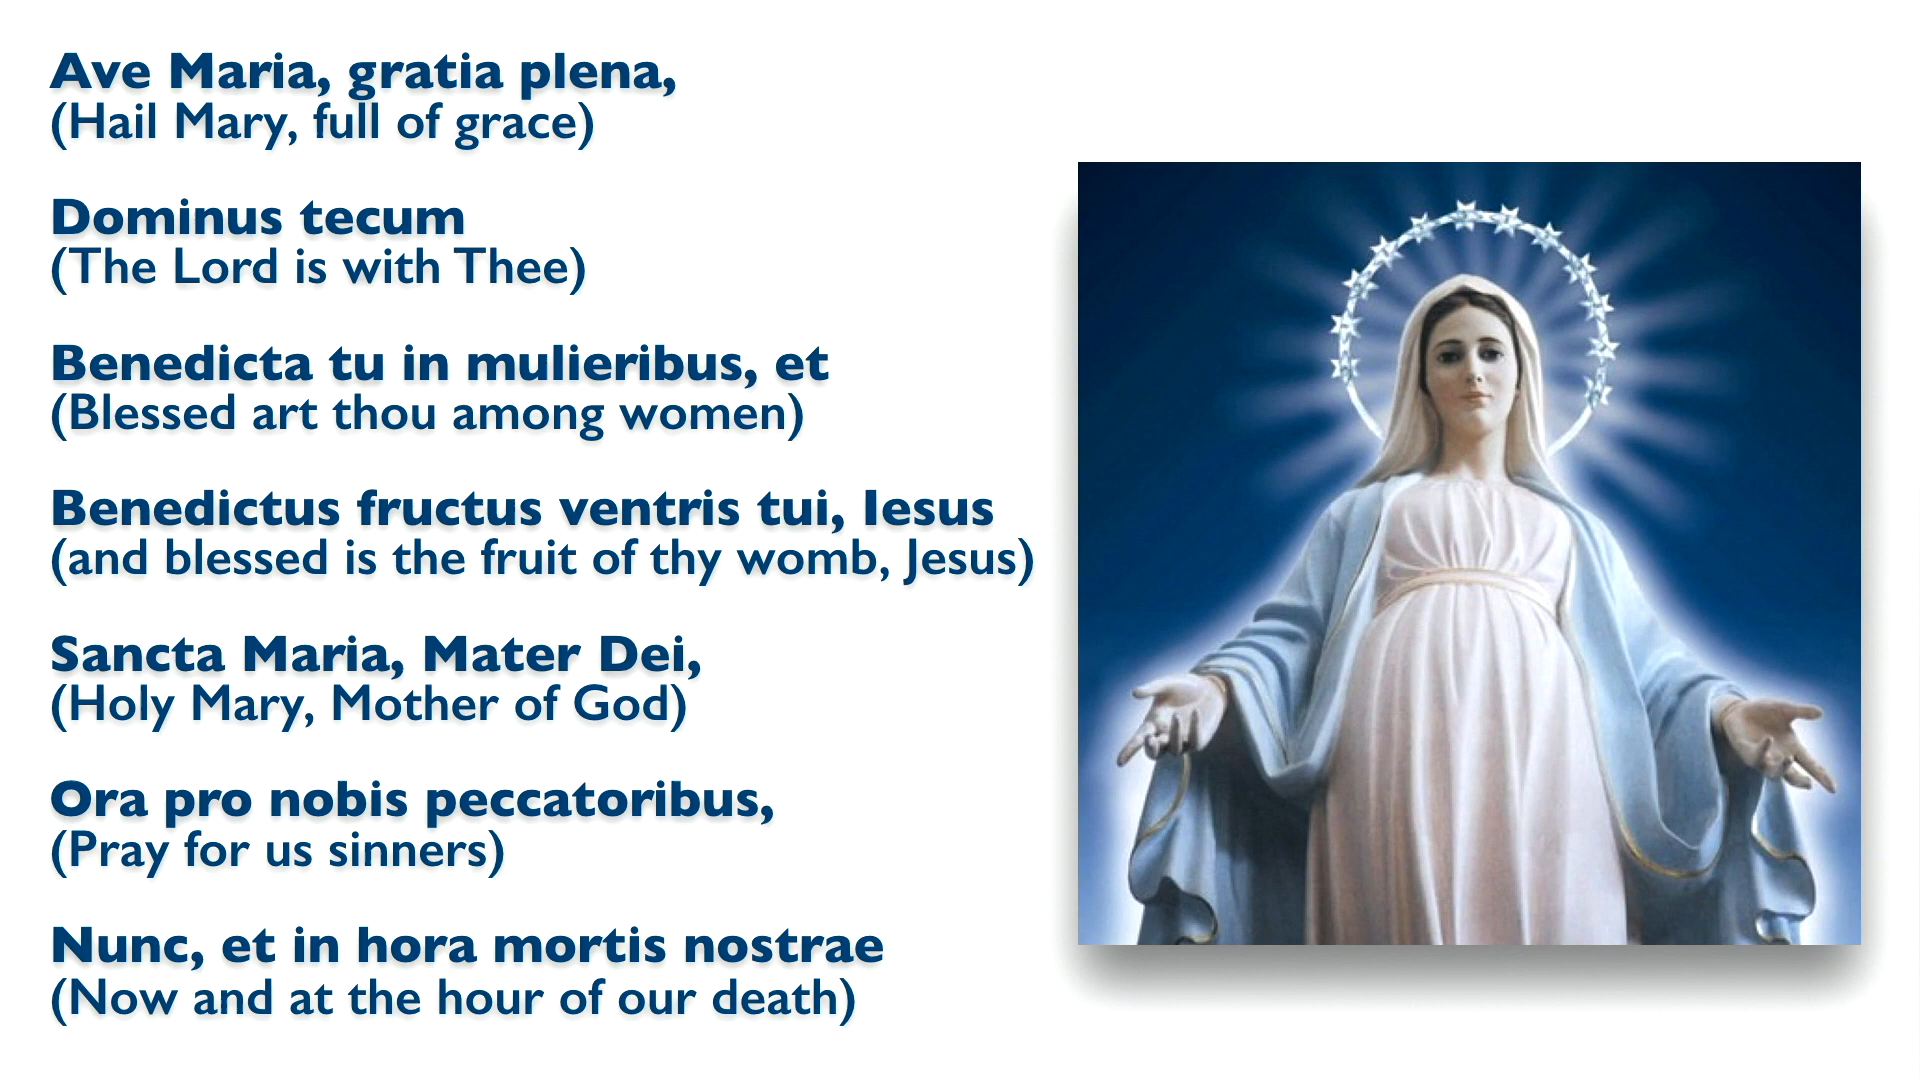 Ave Maria, gratia plena,
(Hail Mary, full of grace)
Dominus tecum
(The Lord is with Thee)
Benedicta tu in mulieribus, et
(Blessed art thou among women)
Benedictus fructus ventris tui, Iesus
(and blessed is the fruit of thy womb, Jesus)
Sancta Maria, Mater Dei,
(Holy Mary, Mother of God)
Ora pro nobis peccatoribus,
(Pray for us sinners)
Nunc, et in hora mortis nostrae
(Now and at the hour of our death)